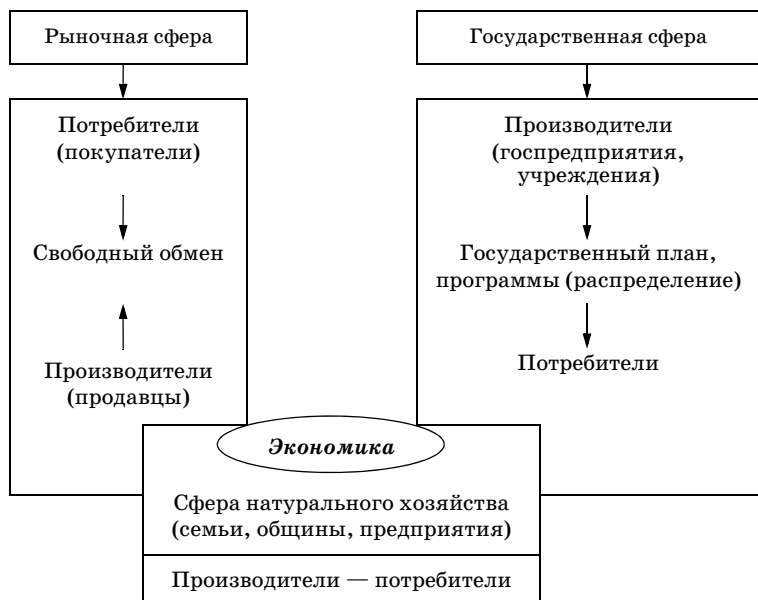 Рыночная сфера
Потребители
(покупатели)
Свободный обмен
Производители
(продавцы)
Государственная сфера
Производители
(госпредприятия,
учреждения)
Государственный план,
программы (распределение)
Потребители
Экономика
Сфера натурального хозяйства
(семьи, общины, предприятия)
Производители — потребители